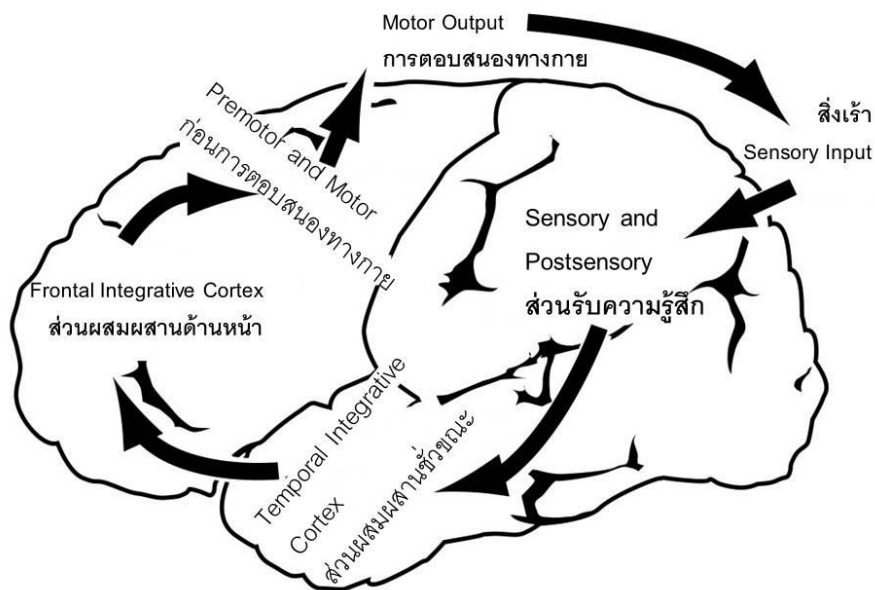 Motor Output
การตอบสนองทางกาย
สิ่งเร้า
Sensory Input
Premotor and Motor
ก่อนการตอบสนองทางกาย
Sensory and
Postsensory
ส่วนรับความรู้สึก
Frontal Integrative Cortex
ส่วนผสมผสานด้านหน้า
Temporal Integrative
Cortex
ส่วนผสมผสานชั่วขณะ